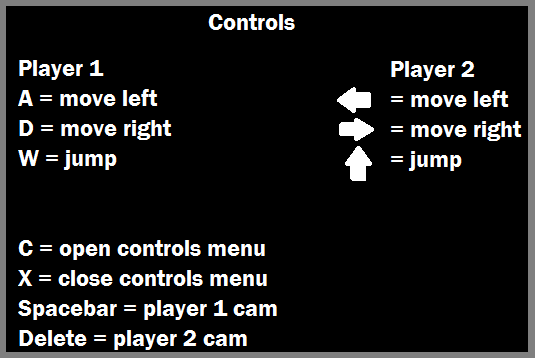 Controls
Player 1
A = move left
D = move right
W = jump
Player 2
= move left
= move right
= jump
C = open controls menu
X = close controls menu
Spacebar = player 1 cam
Delete = player 2 cam